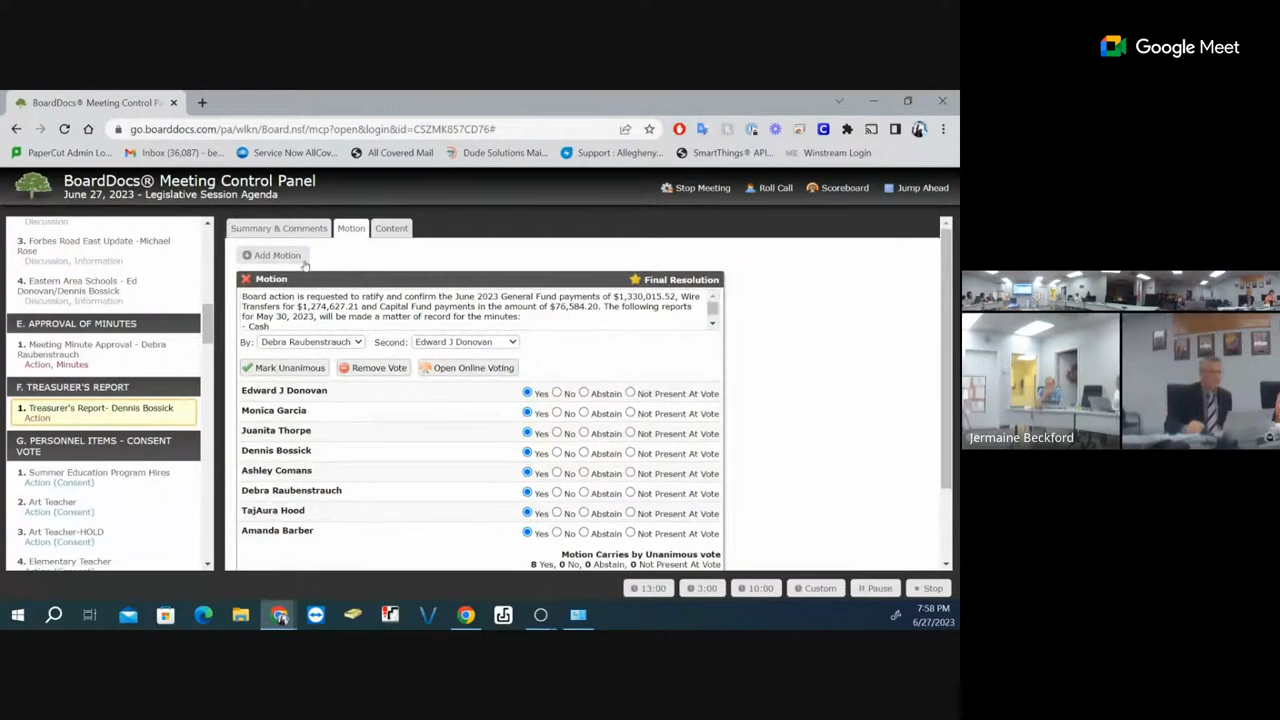 Google Meet
BoardDocs® Meeting Control Pa
go.boarddocs.com/pa/wlkn/Board.nsf/mcp?open&login&id=CSZMK857CD76#
PaperCut Admin Lo...
Inbox (36,087) - be...
Service Now AllCov...
All Covered Mail
Dude Solutions Mai...
Support : Allegheny...
SmartThings® API...
Winstream Login
BoardDocs® Meeting Control Panel
June 27, 2023 - Legislative Session Agenda
Stop Meeting
Roll Call
Scoreboard
Jump Ahead
Discussion
3. Forbes Road East Update -Michael
Rose
Discussion, Information
4. Eastern Area Schools - Ed
Donovan/Dennis Bossick
Discussion, Information
E. APPROVAL OF MINUTES
1. Meeting Minute Approval - Debra
Raubenstrauch
Action, Minutes
F. TREASURER'S REPORT
1. Treasurer's Report- Dennis Bossick
Action
G. PERSONNEL ITEMS - CONSENT
VOTE
1. Summer Education Program Hires
Action (Consent)
2. Art Teacher
Action (Consent)
3. Art Teacher-HOLD
Action (Consent)
4. Elementary Teacher
Action (Consent)
Summary & Comments
Motion
Content
Add Motion
Motion
Final Resolution
Board action is requested to ratify and confirm the June 2023 General Fund payments of $1,330,015.52, Wire
Transfers for $1,274,627.21 and Capital Fund payments in the amount of $76,584.20. The following reports
for May 30, 2023, will be made a matter of record for the minutes:
- Cash
By: Debra Raubenstrauch Second: Edward J Donovan
Mark Unanimous
Remove Vote
Open Online Voting
Edward J Donovan Yes No Abstain Not Present At Vote
Monica Garcia Yes No Abstain Not Present At Vote
Juanita Thorpe Yes No Abstain Not Present At Vote
Dennis Bossick Yes No Abstain Not Present At Vote
Ashley Comans Yes No Abstain Not Present At Vote
Debra Raubenstrauch Yes No Abstain Not Present At Vote
TajAura Hood Yes No Abstain Not Present At Vote
Amanda Barber Yes No Abstain Not Present At Vote
Motion Carries by Unanimous vote
8 Yes, 0 No, 0 Abstain, 0 Not Present At Vote
13:00
3:00
10:00
Custom
Pause
Stop
7:58 PM
6/27/2023
Jermaine Beckford